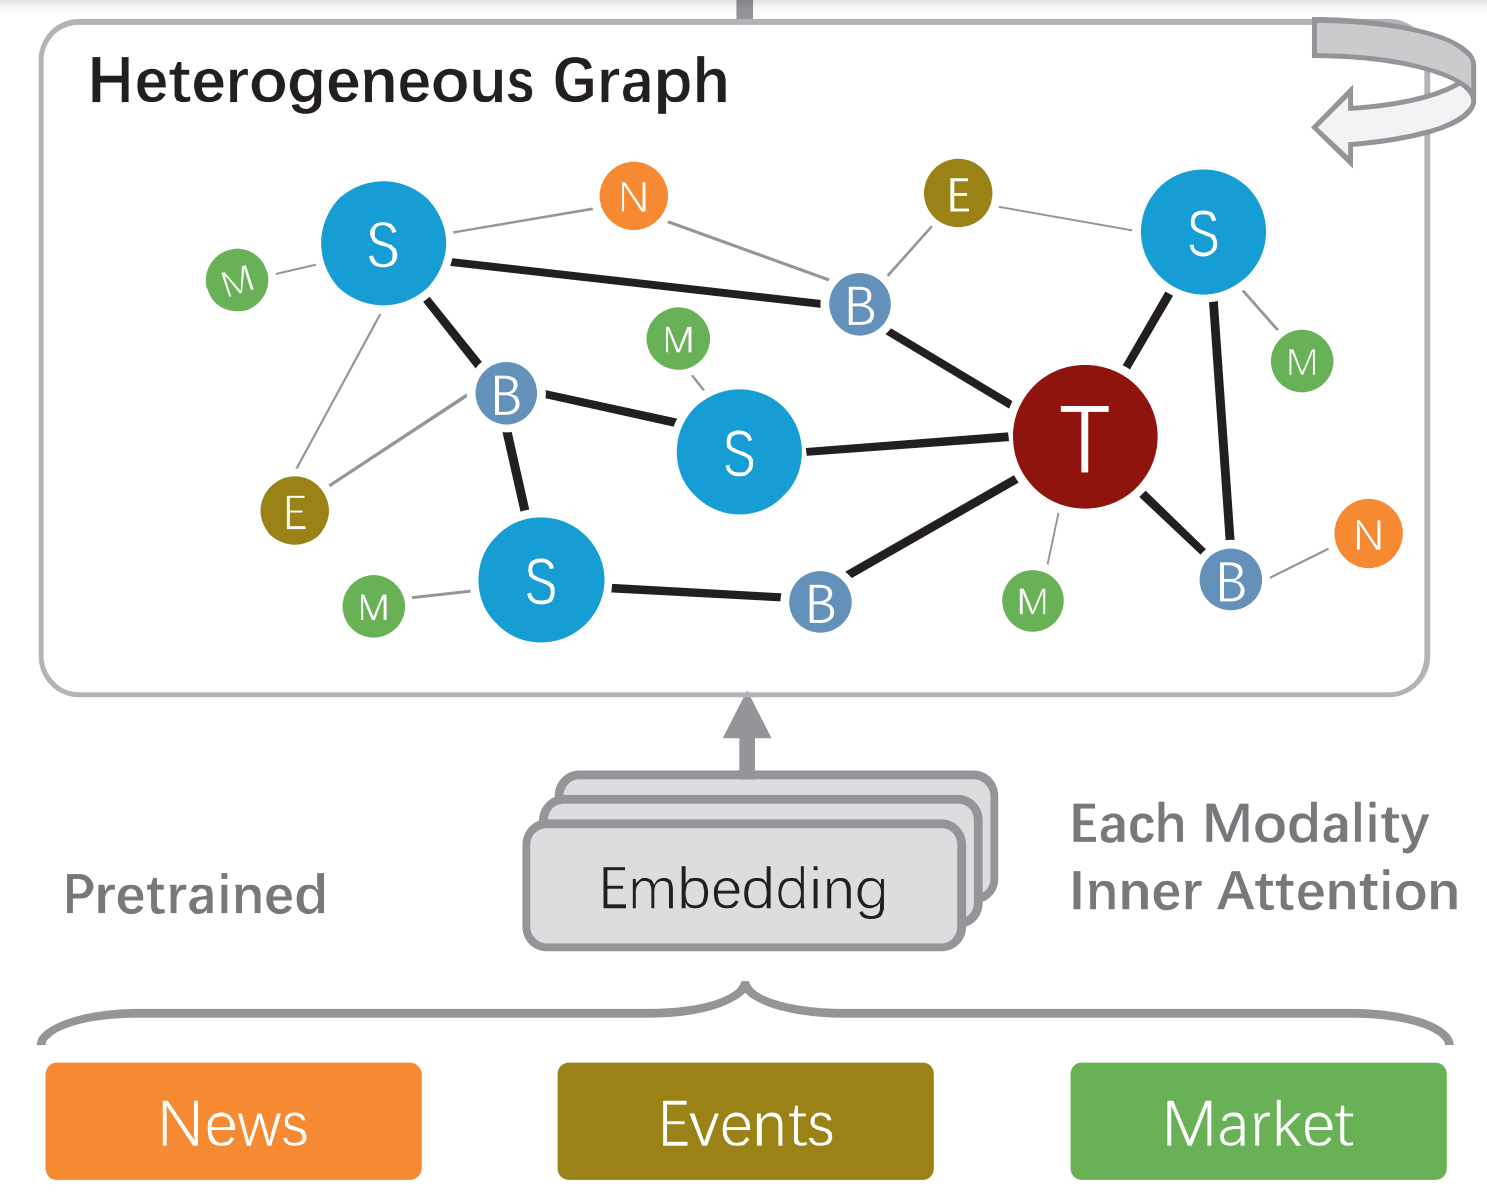 Heterogeneous Graph
N
E
S
S
M
B
M
M
B
T
S
E
N
S
B
M
B
M
Each Modality
Inner Attention
Pretrained
Embedding
News
Events
Market